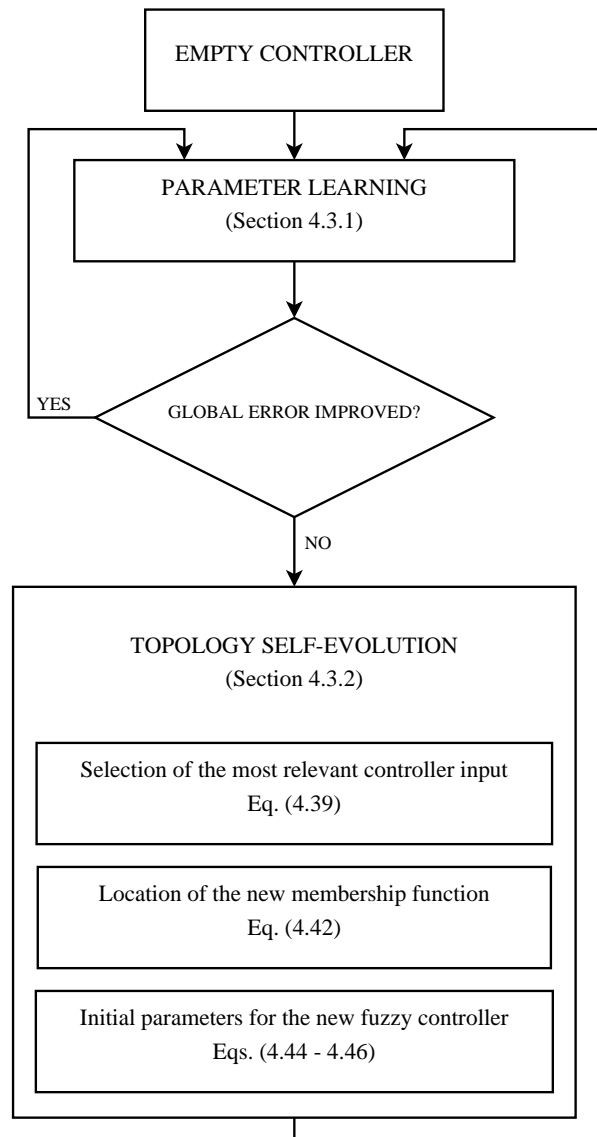 EMPTY CONTROLLER
PARAMETER LEARNING
(Section 4.3.1)
YES
GLOBAL ERROR IMPROVED?
NO
TOPOLOGY SELF-EVOLUTION
(Section 4.3.2)
Selection of the most relevant controller input
Eq. (4.39)
Location of the new membership function
Eq. (4.42)
Initial parameters for the new fuzzy controller
Eqs. (4.44 - 4.46)